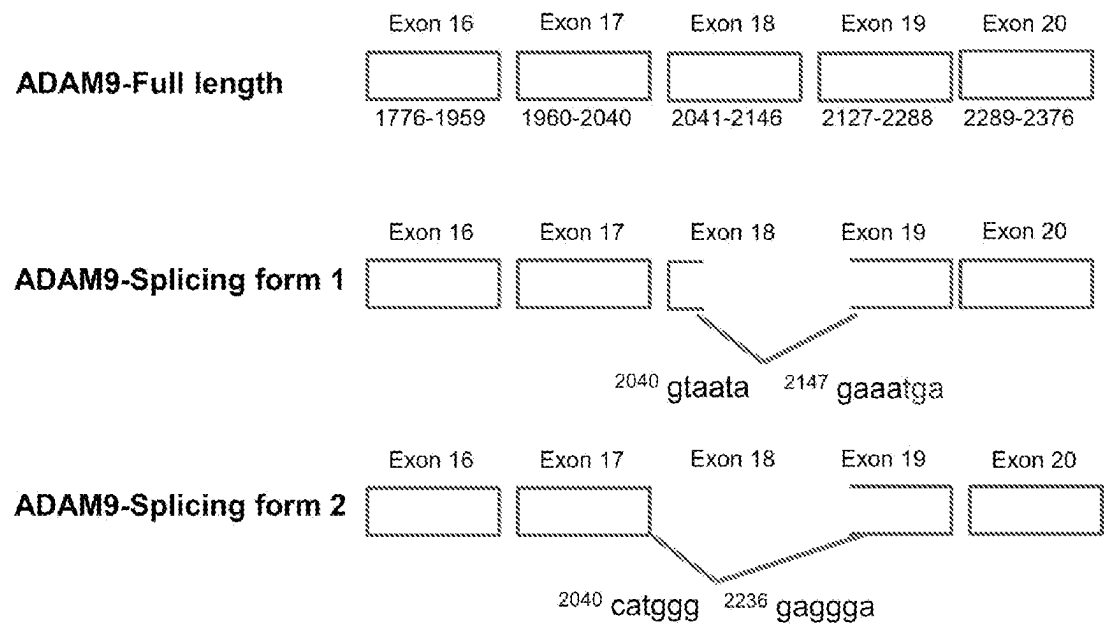 Exon 16 Exon 17 Exon 18 Exon 19 Exon 20
ADAM9-Full length
1776-1959 1960-2040 2041-2146 2127-2288 2289-2376
Exon 16 Exon 17 Exon 18 Exon 19 Exon 20
ADAM9-Splicing form 1
2040 gtaata 2147 gaaatga
Exon 16 Exon 17 Exon 18 Exon 19 Exon 20
ADAM9-Splicing form 2
2040 catggg 2236 gaggga